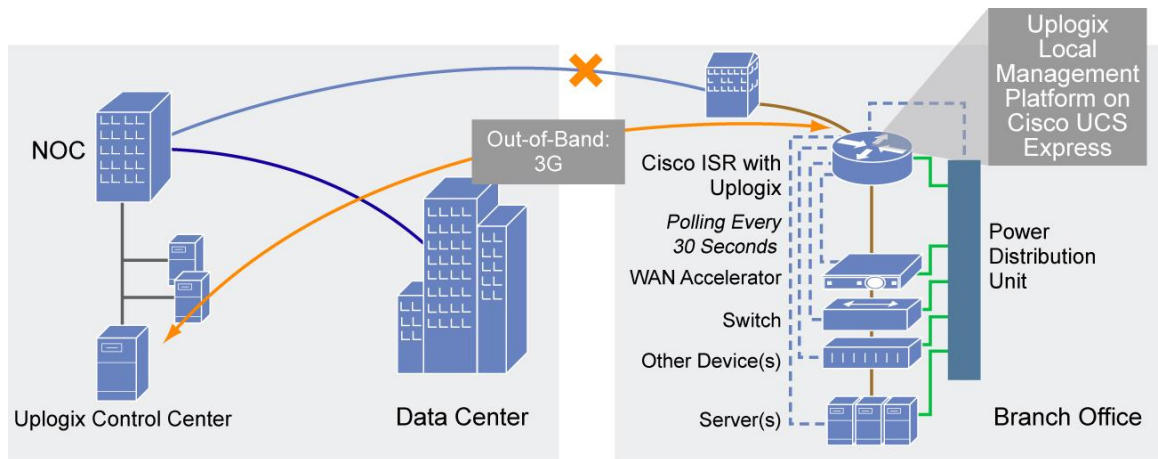 Uplogix
Local
Management
Platform on
Cisco UCS
Express
NOC
Out-of-Band:
3G
Cisco ISR with
Uplogix
Polling Every
30 Seconds
WAN Accelerator
Switch
Other Device(s)
Server(s)
Power
Distribution
Unit
Uplogix Control Center
Data Center
Branch Office